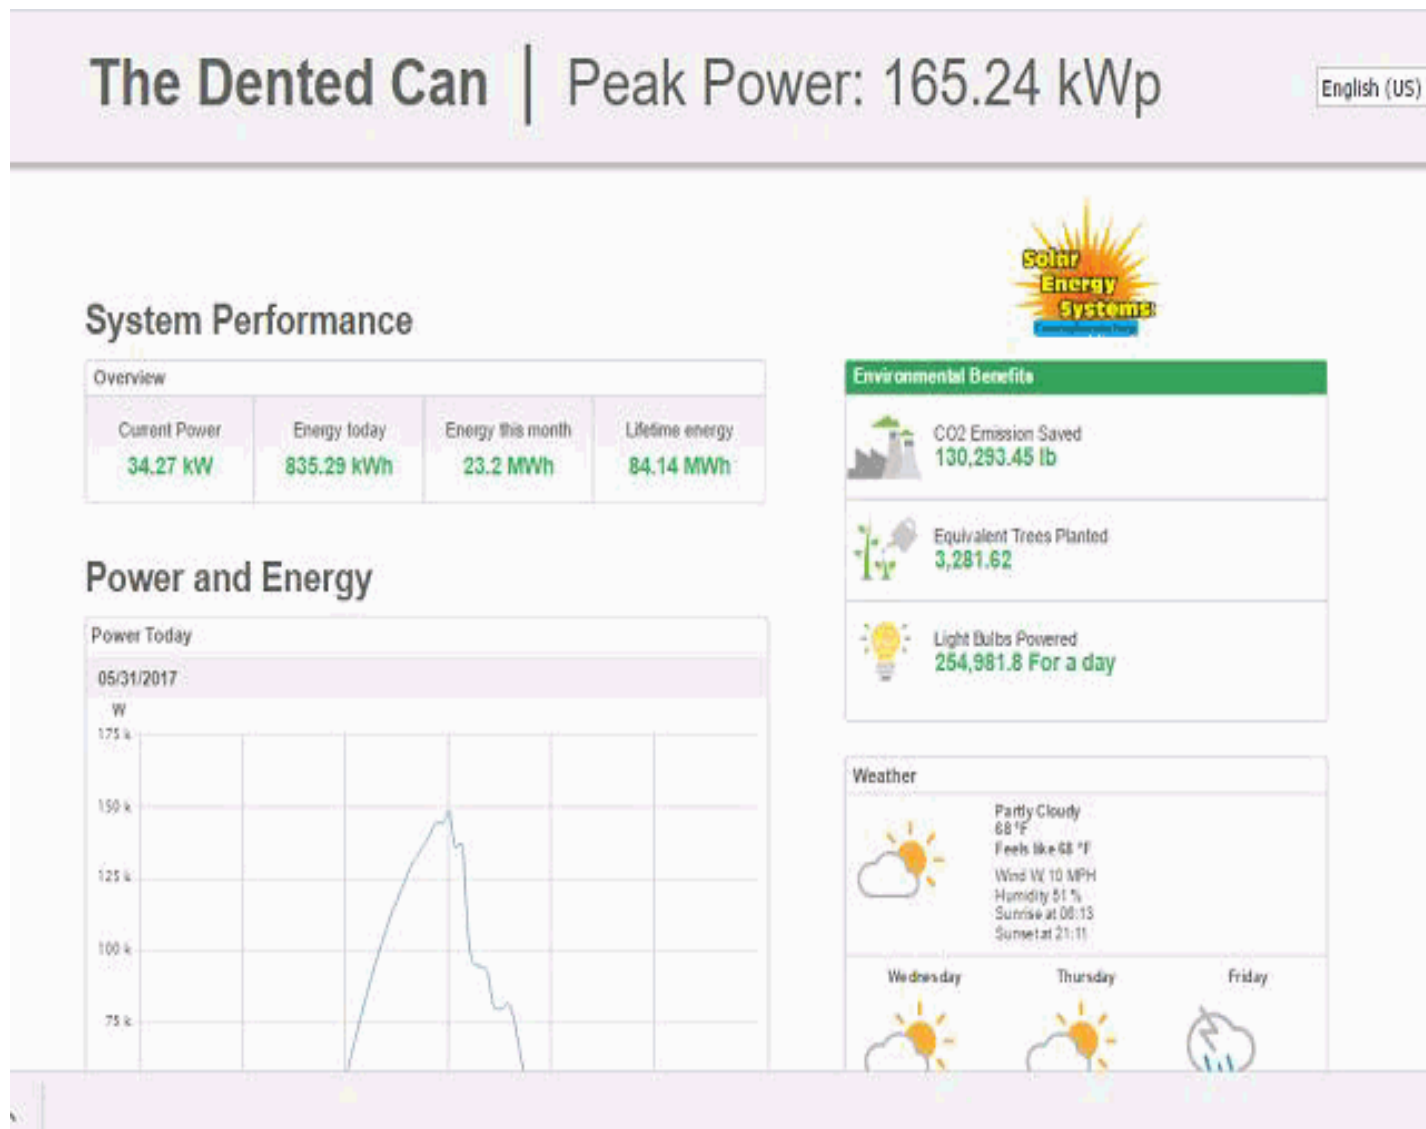 The Dented Can | Peak Power: 165.24 kWp
English (US)
Solar
Energy
Systems
System Performance
Overview
Current Power
34.27 kW
Energy today
835.29 kWh
Energy this month
23.2 MWh
Lifetime energy
84.14 MWh
Environmental Benefits
CO2 Emission Saved
130,293.45 lb
Equivalent Trees Planted
3,281.62
Light Bulbs Powered
254,981.8 For a day
Power and Energy
Power Today
05/31/2017
W
175 k
150 k
125 k
100 k
75 k
Weather
Partly Cloudy
68 °F
Feels like 68 °F
Wind W, 10 MPH
Humidity 51 %
Sunrise at 06:13
Sunset at 21:11
Wednesday
Thursday
Friday